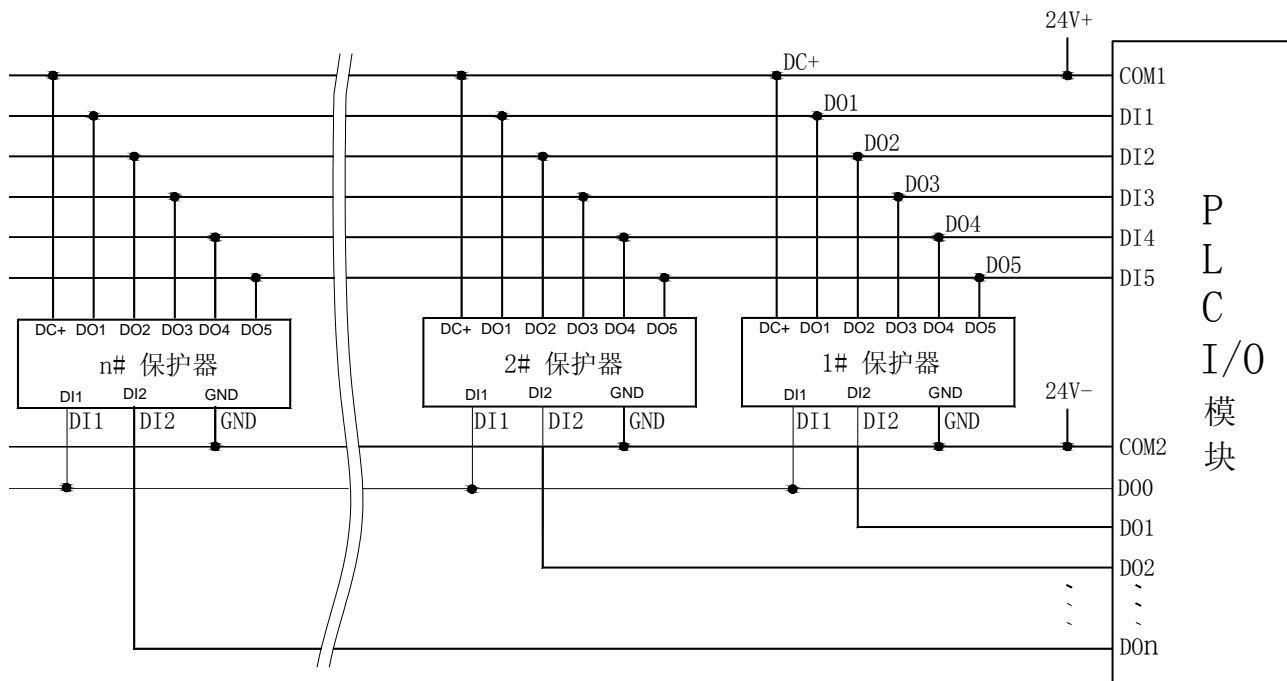 24V+
DC+
COM1
DO1
DI1
DO2
DI2
DO3
DI3
DO4
DI4
DO5
DI5
DC+ DO1 DO2 DO3 DO4 DO5
n# 保护器
DI1 DI2 GND
DI1 DI2 GND
DC+ DO1 DO2 DO3 DO4 DO5
2# 保护器
DI1 DI2 GND
DI1 DI2 GND
DC+ DO1 DO2 DO3 DO4 DO5
1# 保护器
DI1 DI2 GND
DI1 DI2 GND
24V-
COM2
DO0
DO1
DO2
DOn
P
L
C
I/O
模
块